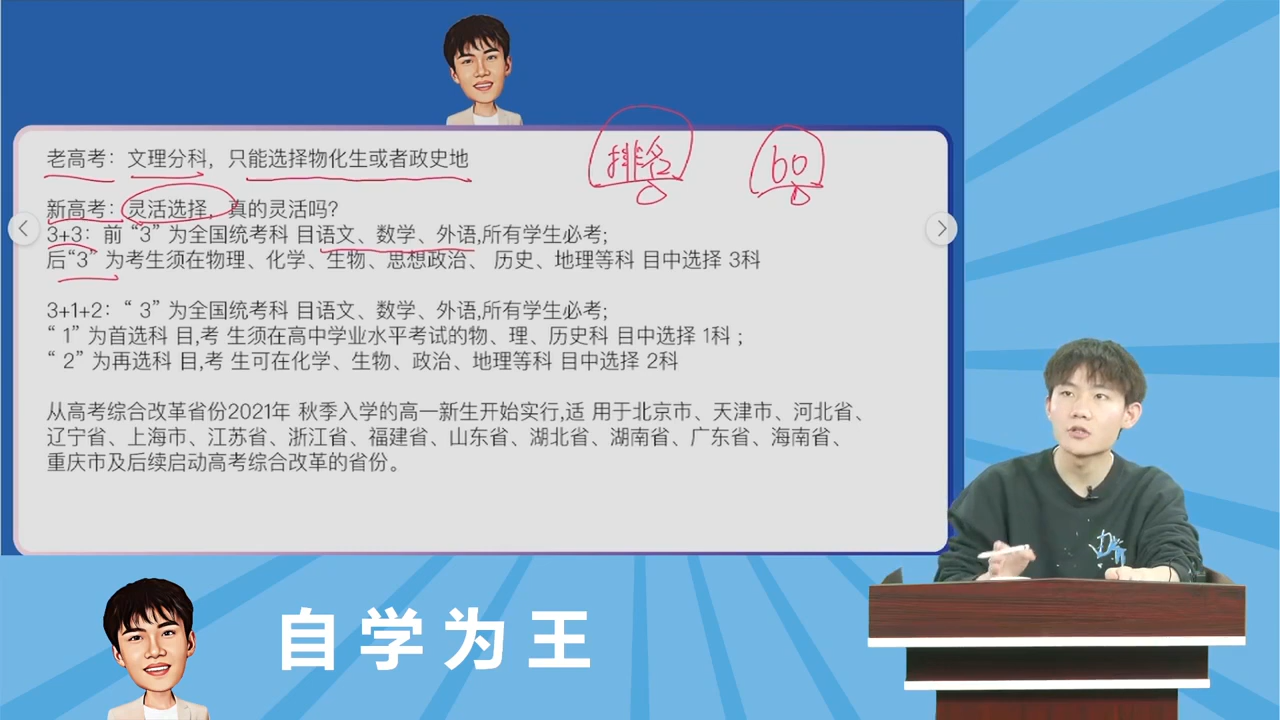 老高考：文理分科，只能选择物化生或者政史地
排名
60
新高考：灵活选择，真的灵活吗？
3+3：前 “3” 为全国统考科 目语文、数学、外语,所有学生必考;
后“3” 为考生须在物理、化学、生物、思想政治、 历史、地理等科 目中选择 3科
3+1+2：“ 3” 为全国统考科 目语文、数学、外语,所有学生必考;
“ 1” 为首选科 目,考 生须在高中学业水平考试的物、理、历史科 目中选择 1科 ;
“ 2” 为再选科 目,考 生可在化学、生物、政治、地理等科 目中选择 2科
从高考综合改革省份2021年 秋季入学的高一新生开始实行,适 用于北京市、天津市、河北省、
辽宁省、上海市、江苏省、浙江省、福建省、山东省、湖北省、湖南省、广东省、海南省、
重庆市及后续启动高考综合改革的省份。
自学为王